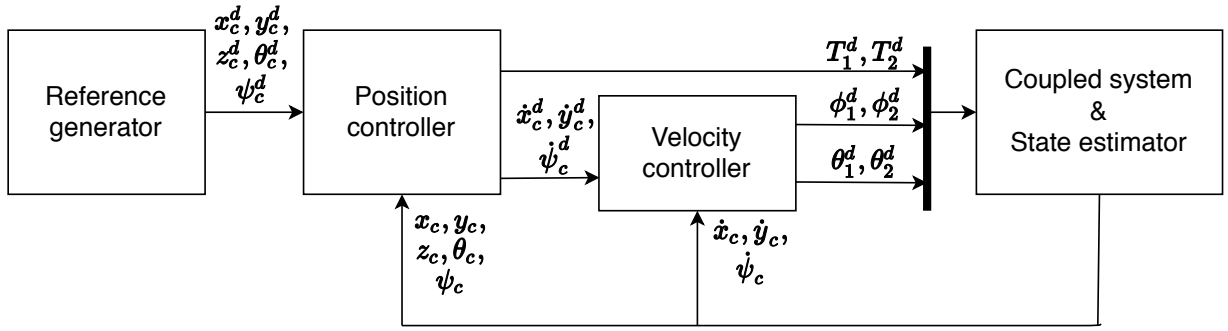 Reference
generator
x_c^d, y_c^d,
z_c^d, θ_c^d,
ψ_c^d
Position
controller
ẋ_c^d, ẏ_c^d,
ψ̇_c^d
Velocity
controller
T_1^d, T_2^d
ϕ_1^d, ϕ_2^d
θ_1^d, θ_2^d
Coupled system
&
State estimator
x_c, y_c,
z_c, θ_c,
ψ_c
ẋ_c, ẏ_c,
ψ̇_c